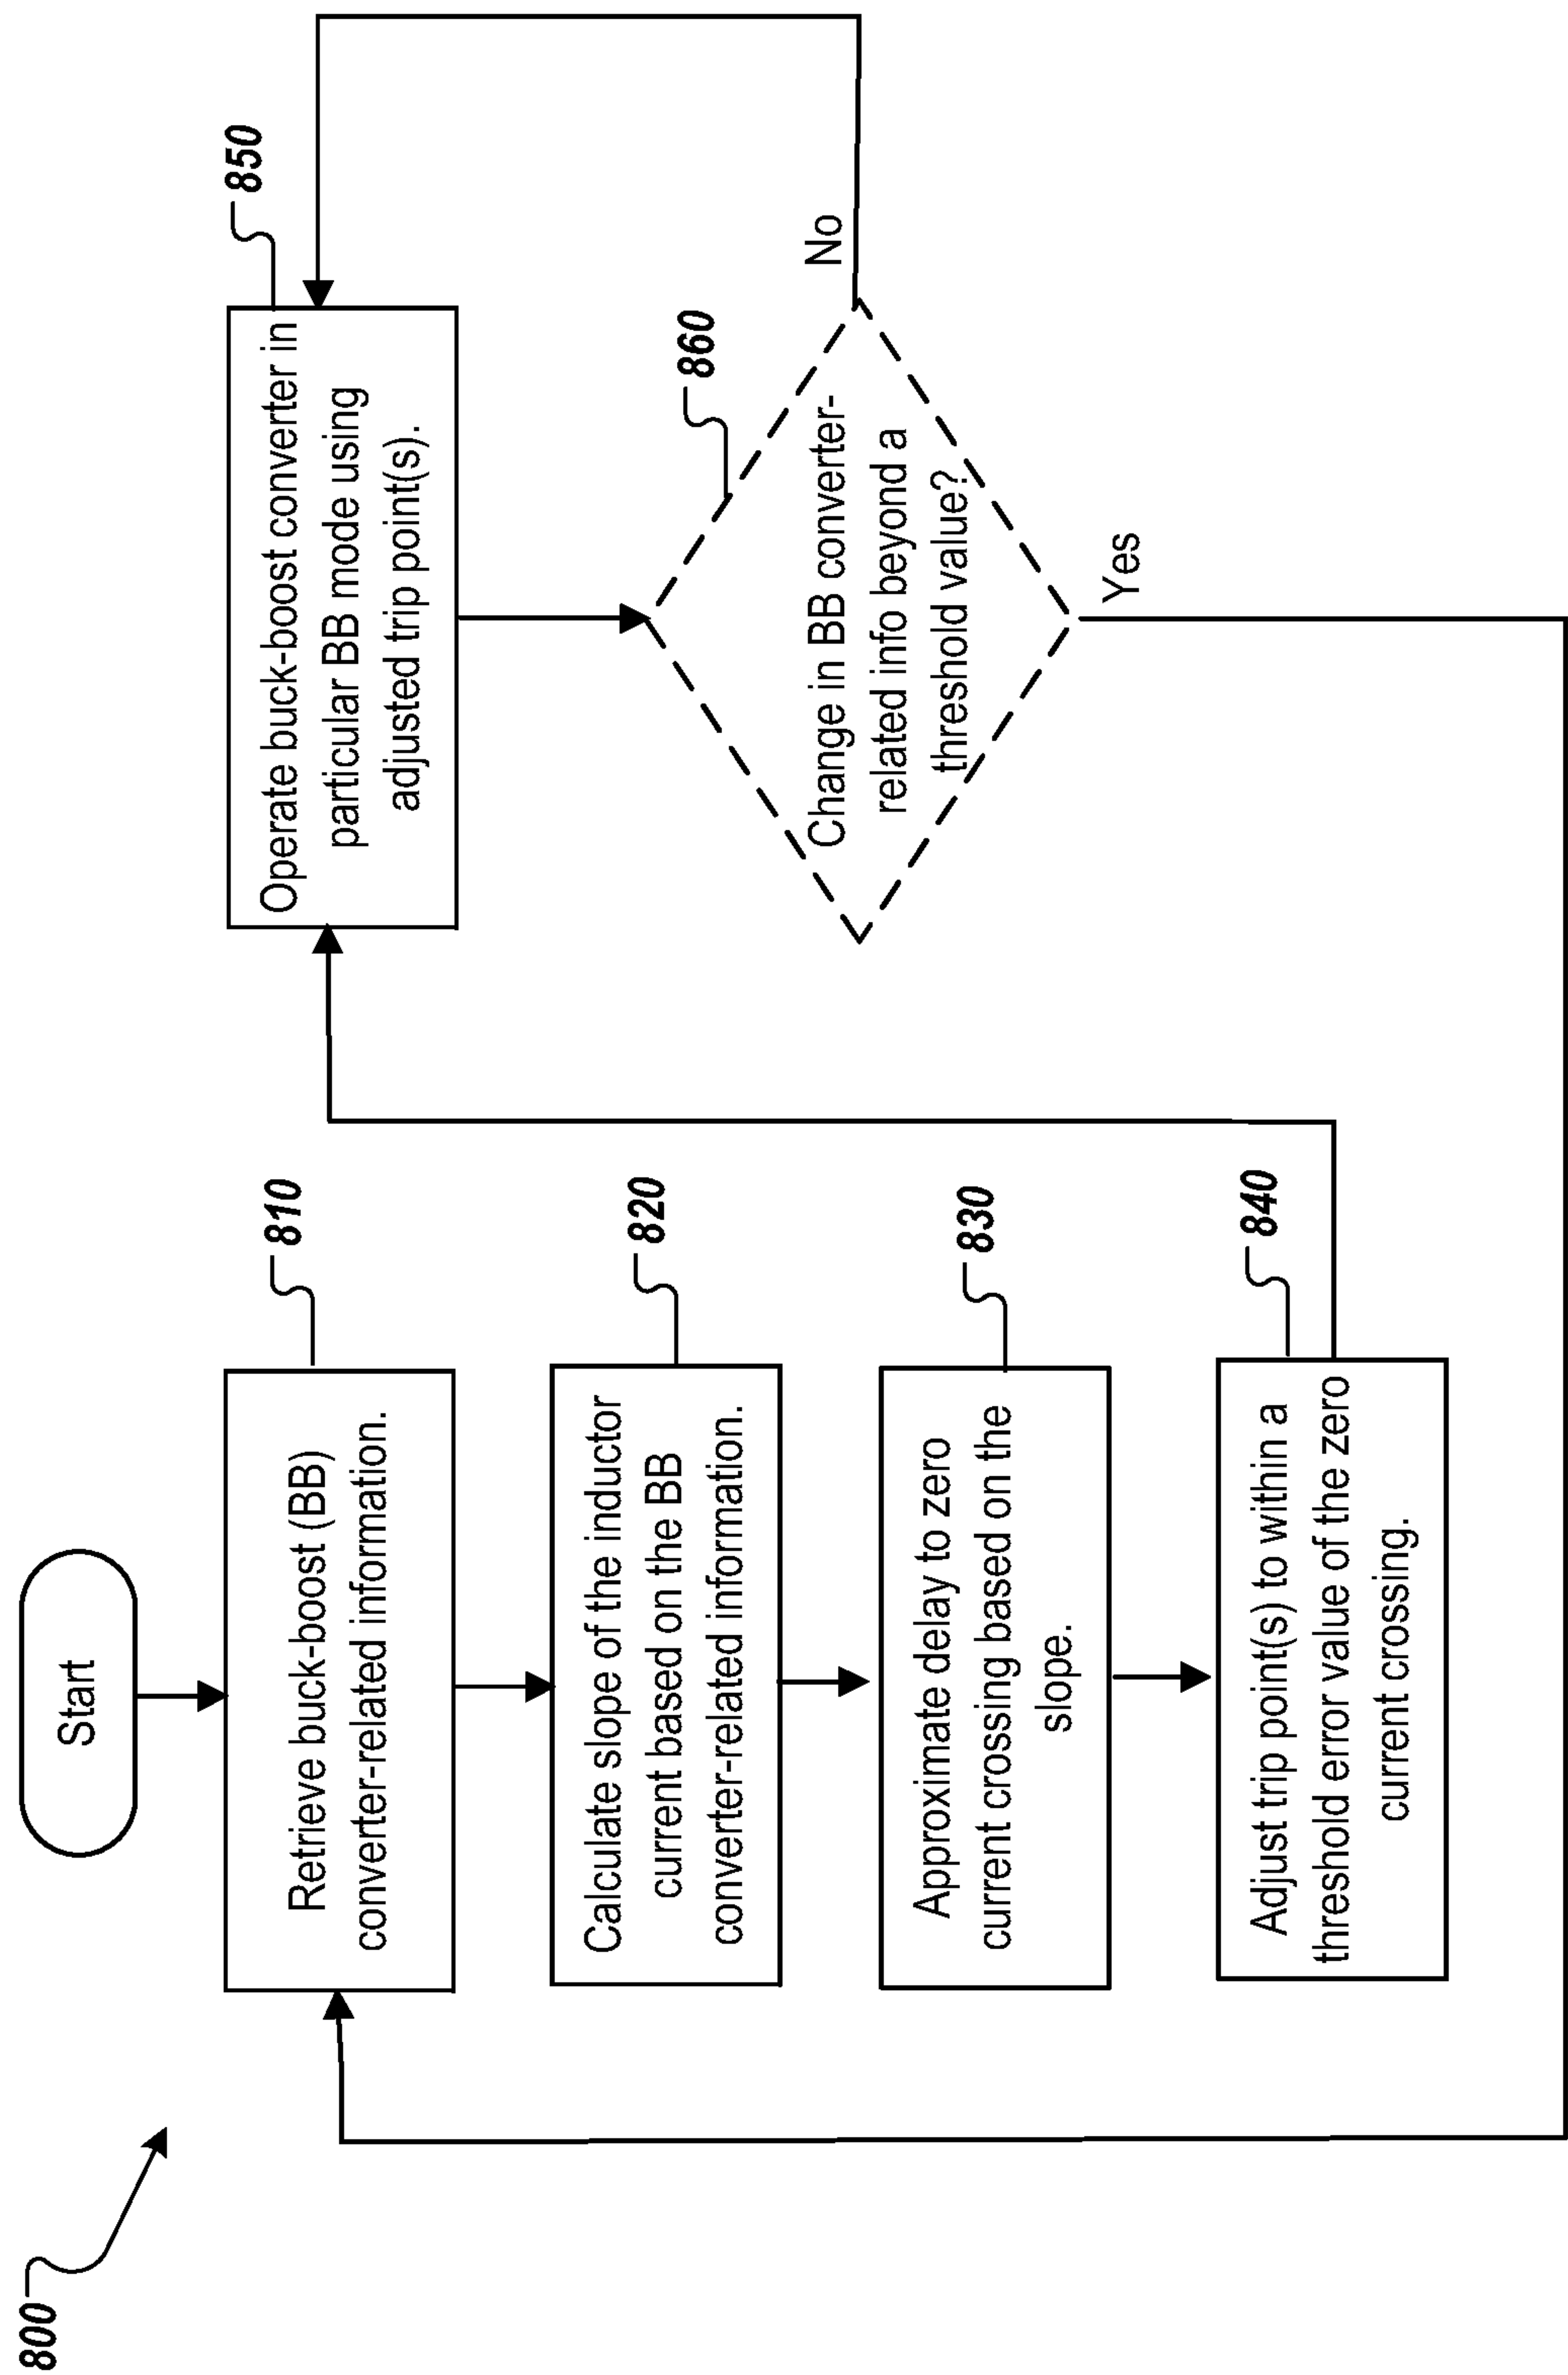 800
Start
810
Retrieve buck-boost (BB)
converter-related information.
820
Calculate slope of the inductor
current based on the BB
converter-related information.
830
Approximate delay to zero
current crossing based on the
slope.
840
Adjust trip point(s) to within a
threshold error value of the zero
current crossing.
850
Operate buck-boost converter in
particular BB mode using
adjusted trip point(s).
860
Change in BB converter-
related info beyond a
threshold value?
No
Yes